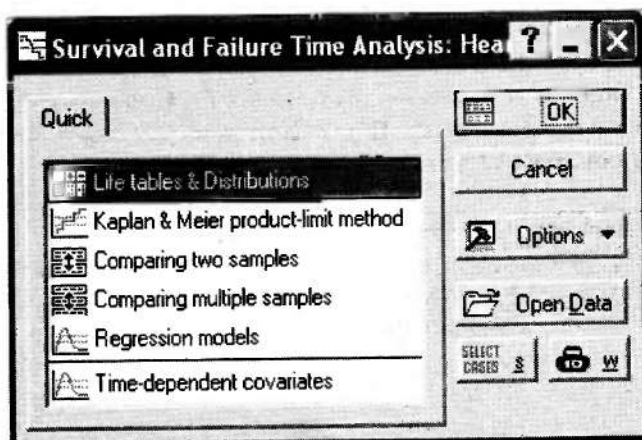 Survival and Failure Time Analysis: Hea
Quick
Life tables & Distributions
Kaplan & Meier product-limit method
Comparing two samples
Comparing multiple samples
Regression models
Time-dependent covariates
OK
Cancel
Options
Open Data
SELECT CASES S
W